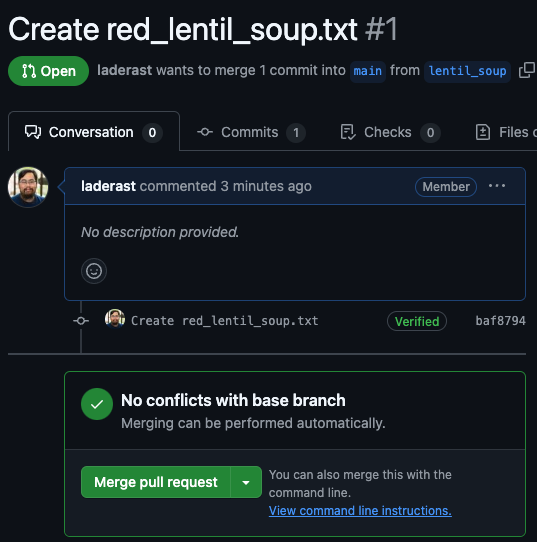 Create red_lentil_soup.txt #1
Open laderast wants to merge 1 commit into main from lentil_soup
Conversation 0 Commits 1 Checks 0 Files
laderast commented 3 minutes ago Member ...
No description provided.
Create red_lentil_soup.txt Verified baf8794
No conflicts with base branch
Merging can be performed automatically.
Merge pull request
You can also merge this with the
command line.
View command line instructions.